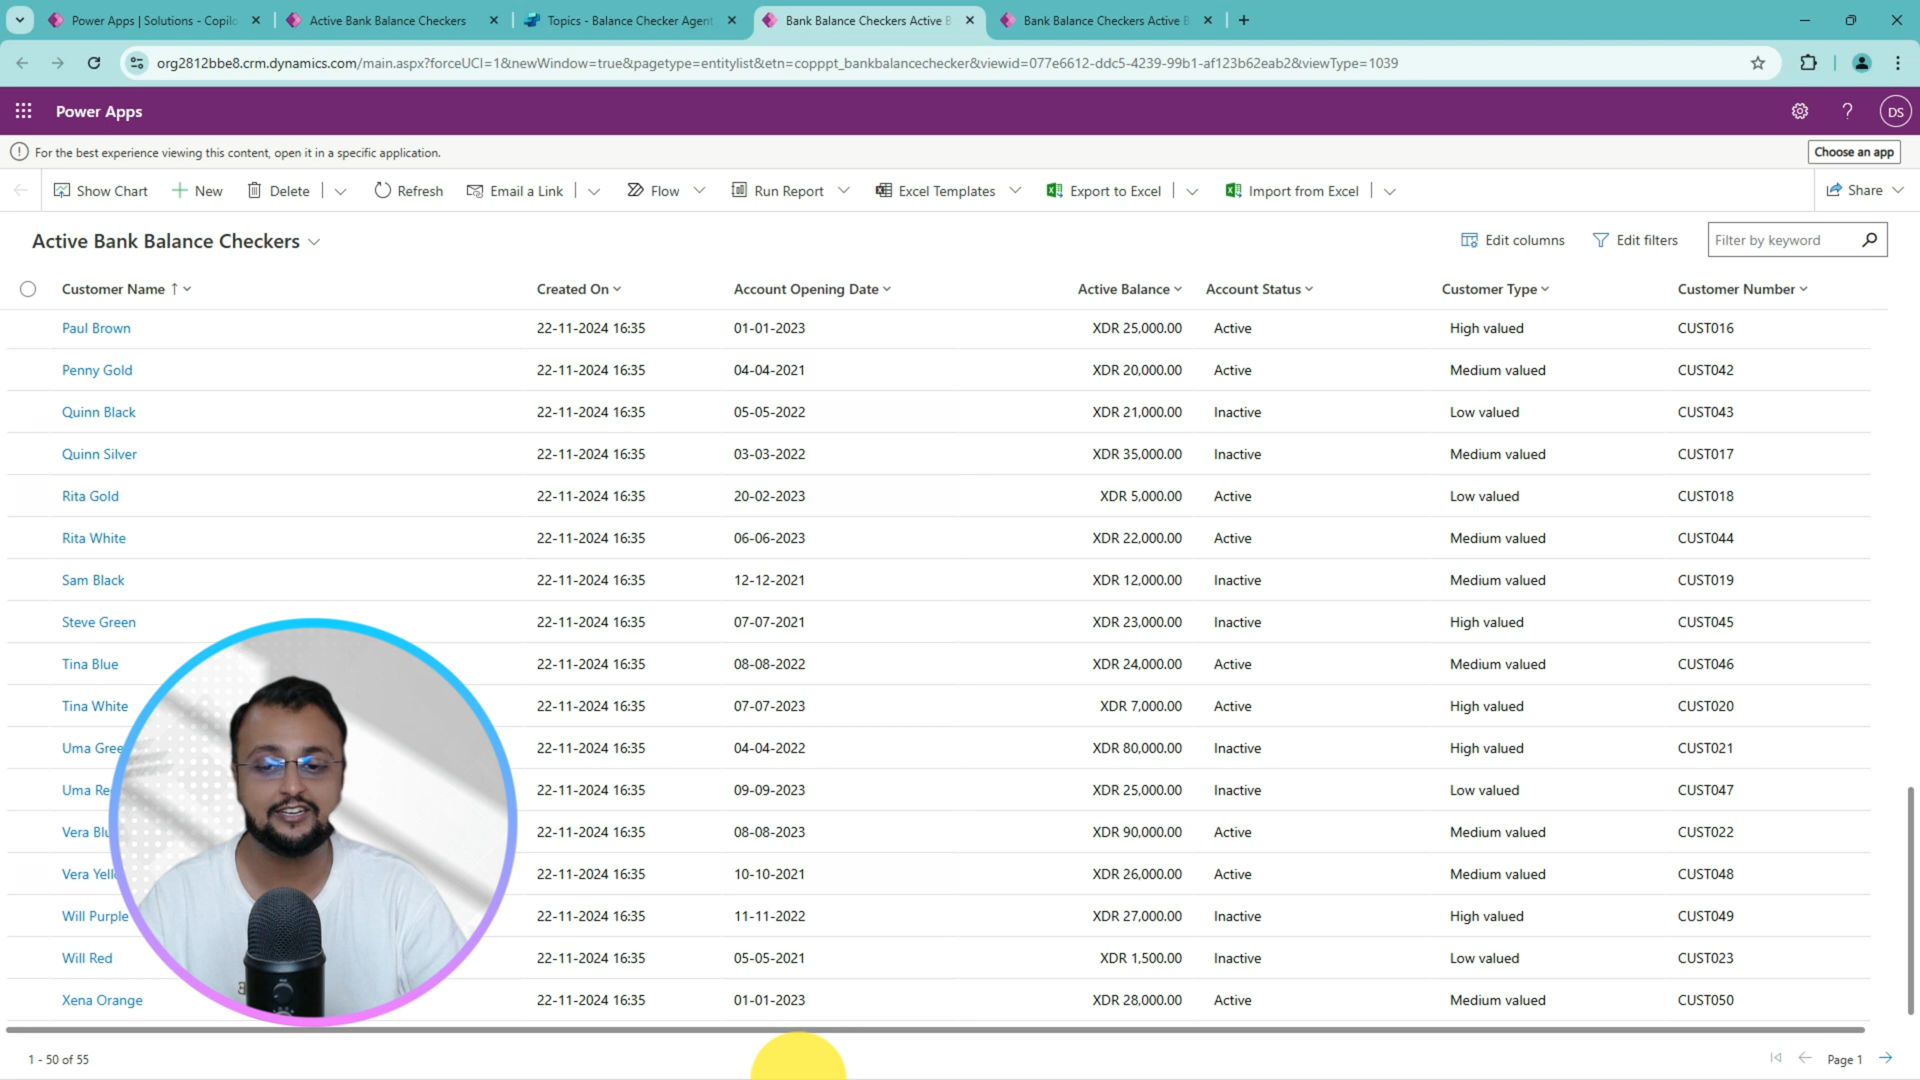 Power Apps | Solutions - Copilo
Active Bank Balance Checkers
Topics - Balance Checker Agent
Bank Balance Checkers Active B
Bank Balance Checkers Active B
org2812bbe8.crm.dynamics.com/main.aspx?forceUCI=1&newWindow=true&pagetype=entitylist&etn=copppt_bankbalancechecker&viewid=077e6612-ddc5-4239-99b1-af123b62eab2&viewType=1039
Power Apps
DS
For the best experience viewing this content, open it in a specific application.
Choose an app
Show Chart New Delete Refresh Email a Link Flow Run Report Excel Templates Export to Excel Import from Excel Share
Active Bank Balance Checkers
Edit columns Edit filters Filter by keyword
Customer Name Created On Account Opening Date Active Balance Account Status Customer Type Customer Number
Paul Brown 22-11-2024 16:35 01-01-2023 XDR 25,000.00 Active High valued CUST016
Penny Gold 22-11-2024 16:35 04-04-2021 XDR 20,000.00 Active Medium valued CUST042
Quinn Black 22-11-2024 16:35 05-05-2022 XDR 21,000.00 Inactive Low valued CUST043
Quinn Silver 22-11-2024 16:35 03-03-2022 XDR 35,000.00 Inactive Medium valued CUST017
Rita Gold 22-11-2024 16:35 20-02-2023 XDR 5,000.00 Active Low valued CUST018
Rita White 22-11-2024 16:35 06-06-2023 XDR 22,000.00 Active Medium valued CUST044
Sam Black 22-11-2024 16:35 12-12-2021 XDR 12,000.00 Inactive Medium valued CUST019
Steve Green 22-11-2024 16:35 07-07-2021 XDR 23,000.00 Inactive High valued CUST045
Tina Blue 22-11-2024 16:35 08-08-2022 XDR 24,000.00 Active Medium valued CUST046
Tina White 22-11-2024 16:35 07-07-2023 XDR 7,000.00 Active High valued CUST020
Uma Gree 22-11-2024 16:35 04-04-2022 XDR 80,000.00 Inactive High valued CUST021
Uma Re 22-11-2024 16:35 09-09-2023 XDR 25,000.00 Inactive Low valued CUST047
Vera Blu 22-11-2024 16:35 08-08-2023 XDR 90,000.00 Active Medium valued CUST022
Vera Yell 22-11-2024 16:35 10-10-2021 XDR 26,000.00 Active Medium valued CUST048
Will Purple 22-11-2024 16:35 11-11-2022 XDR 27,000.00 Inactive High valued CUST049
Will Red 22-11-2024 16:35 05-05-2021 XDR 1,500.00 Inactive Low valued CUST023
Xena Orange 22-11-2024 16:35 01-01-2023 XDR 28,000.00 Active Medium valued CUST050
1 - 50 of 55
Page 1